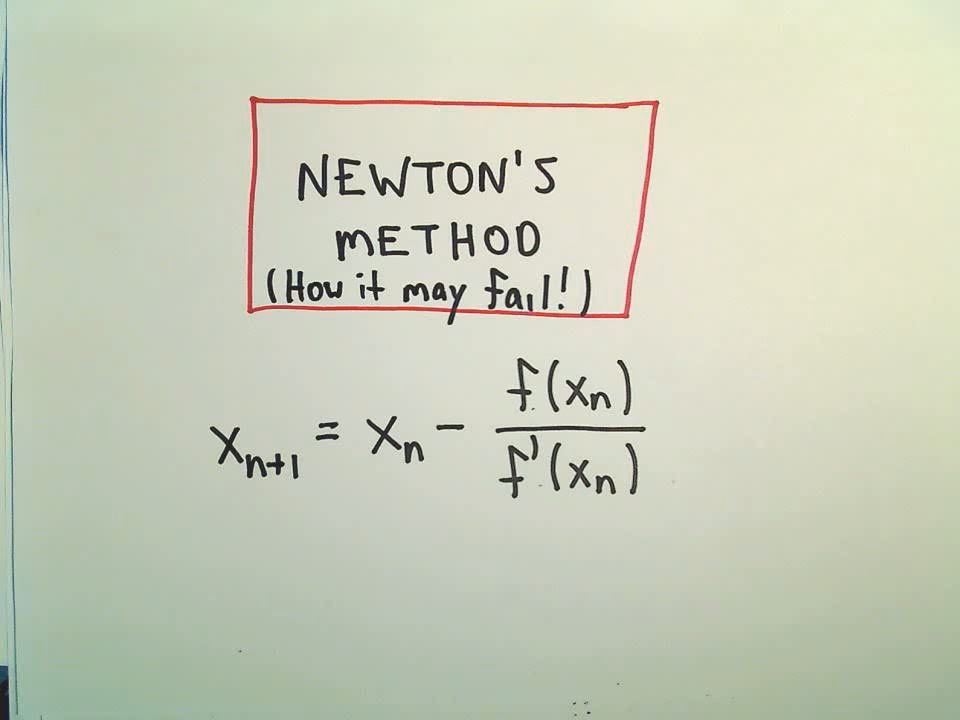 NEWTON'S
METHOD
(How it may fail!)
xₙ₊₁ = xₙ - f(xₙ) / f'(xₙ)